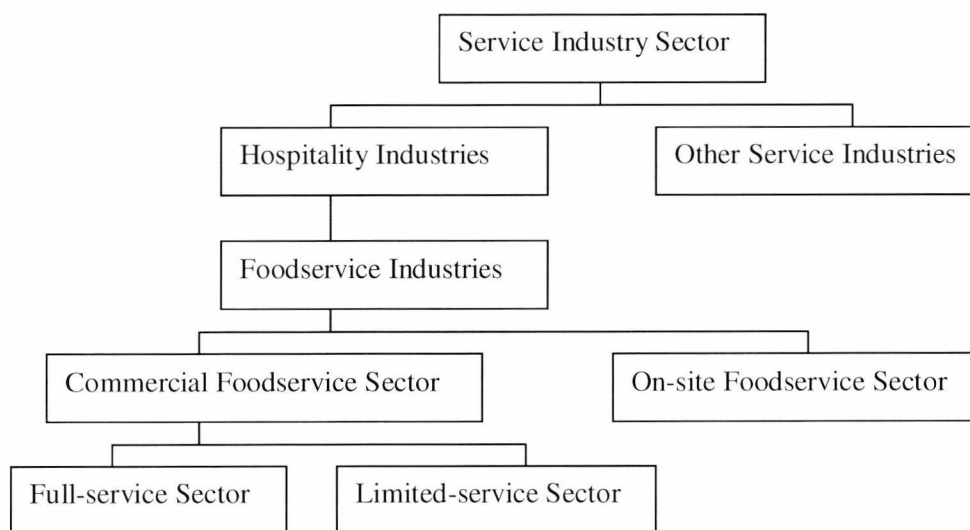 Service Industry Sector
Hospitality Industries
Other Service Industries
Foodservice Industries
Commercial Foodservice Sector
On-site Foodservice Sector
Full-service Sector
Limited-service Sector